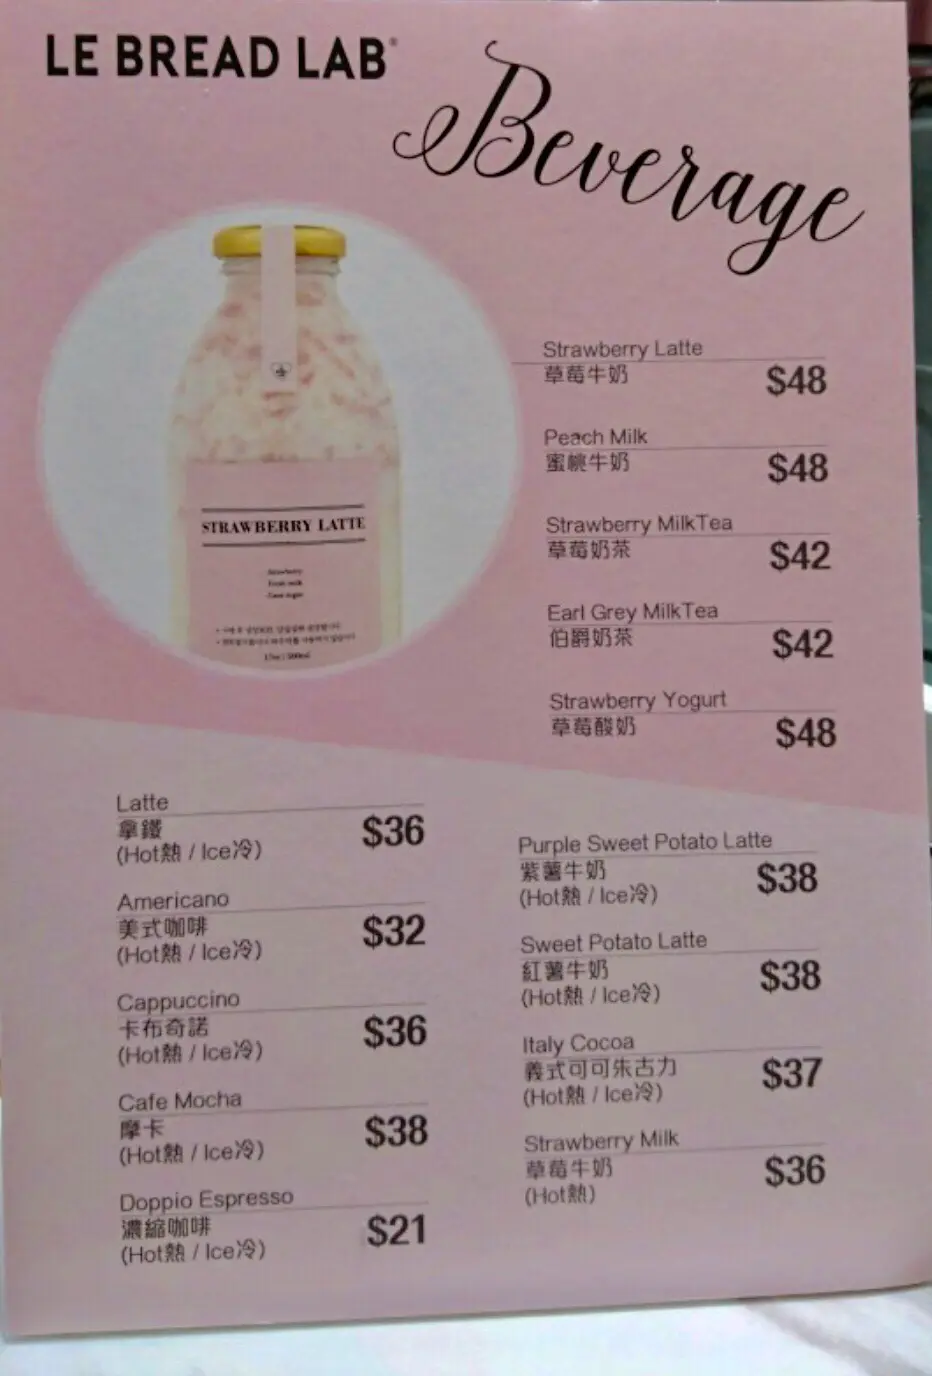 LE BREAD LAB
Beverage
STRAWBERRY LATTE
Strawberry
Fresh milk
Cane sugar
17oz / 500ml
Strawberry Latte
草莓牛奶
$48
Peach Milk
蜜桃牛奶
$48
Strawberry MilkTea
草莓奶茶
$42
Earl Grey MilkTea
伯爵奶茶
$42
Strawberry Yogurt
草莓酸奶
$48
Latte
拿鐵
(Hot熱 / Ice冷)
$36
Americano
美式咖啡
(Hot熱 / Ice冷)
$32
Cappuccino
卡布奇諾
(Hot熱 / Ice冷)
$36
Cafe Mocha
摩卡
(Hot熱 / Ice冷)
$38
Doppio Espresso
濃縮咖啡
(Hot熱 / Ice冷)
$21
Purple Sweet Potato Latte
紫薯牛奶
(Hot熱 / Ice冷)
$38
Sweet Potato Latte
紅薯牛奶
(Hot熱 / Ice冷)
$38
Italy Cocoa
義式可可朱古力
(Hot熱 / Ice冷)
$37
Strawberry Milk
草莓牛奶
(Hot熱)
$36